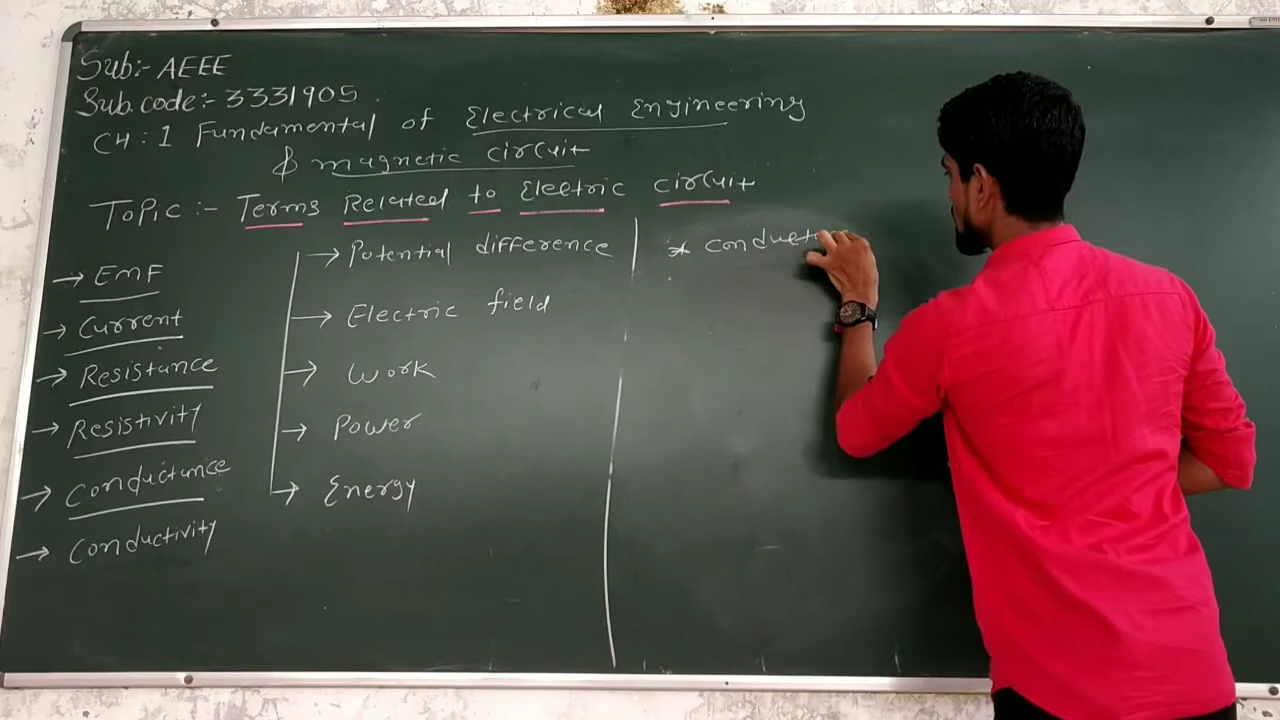 Sub:- AEEE
Sub.code:- 3331905
CH:1 Fundamental of Electrical Engineering
& magnetic circuit
Topic:- Terms Related to Electric circuit
→ EMF
→ Current
→ Resistance
→ Resistivity
→ Conductance
→ Conductivity
→ Potential difference
→ Electric field
→ Work
→ Power
→ Energy
* conduct